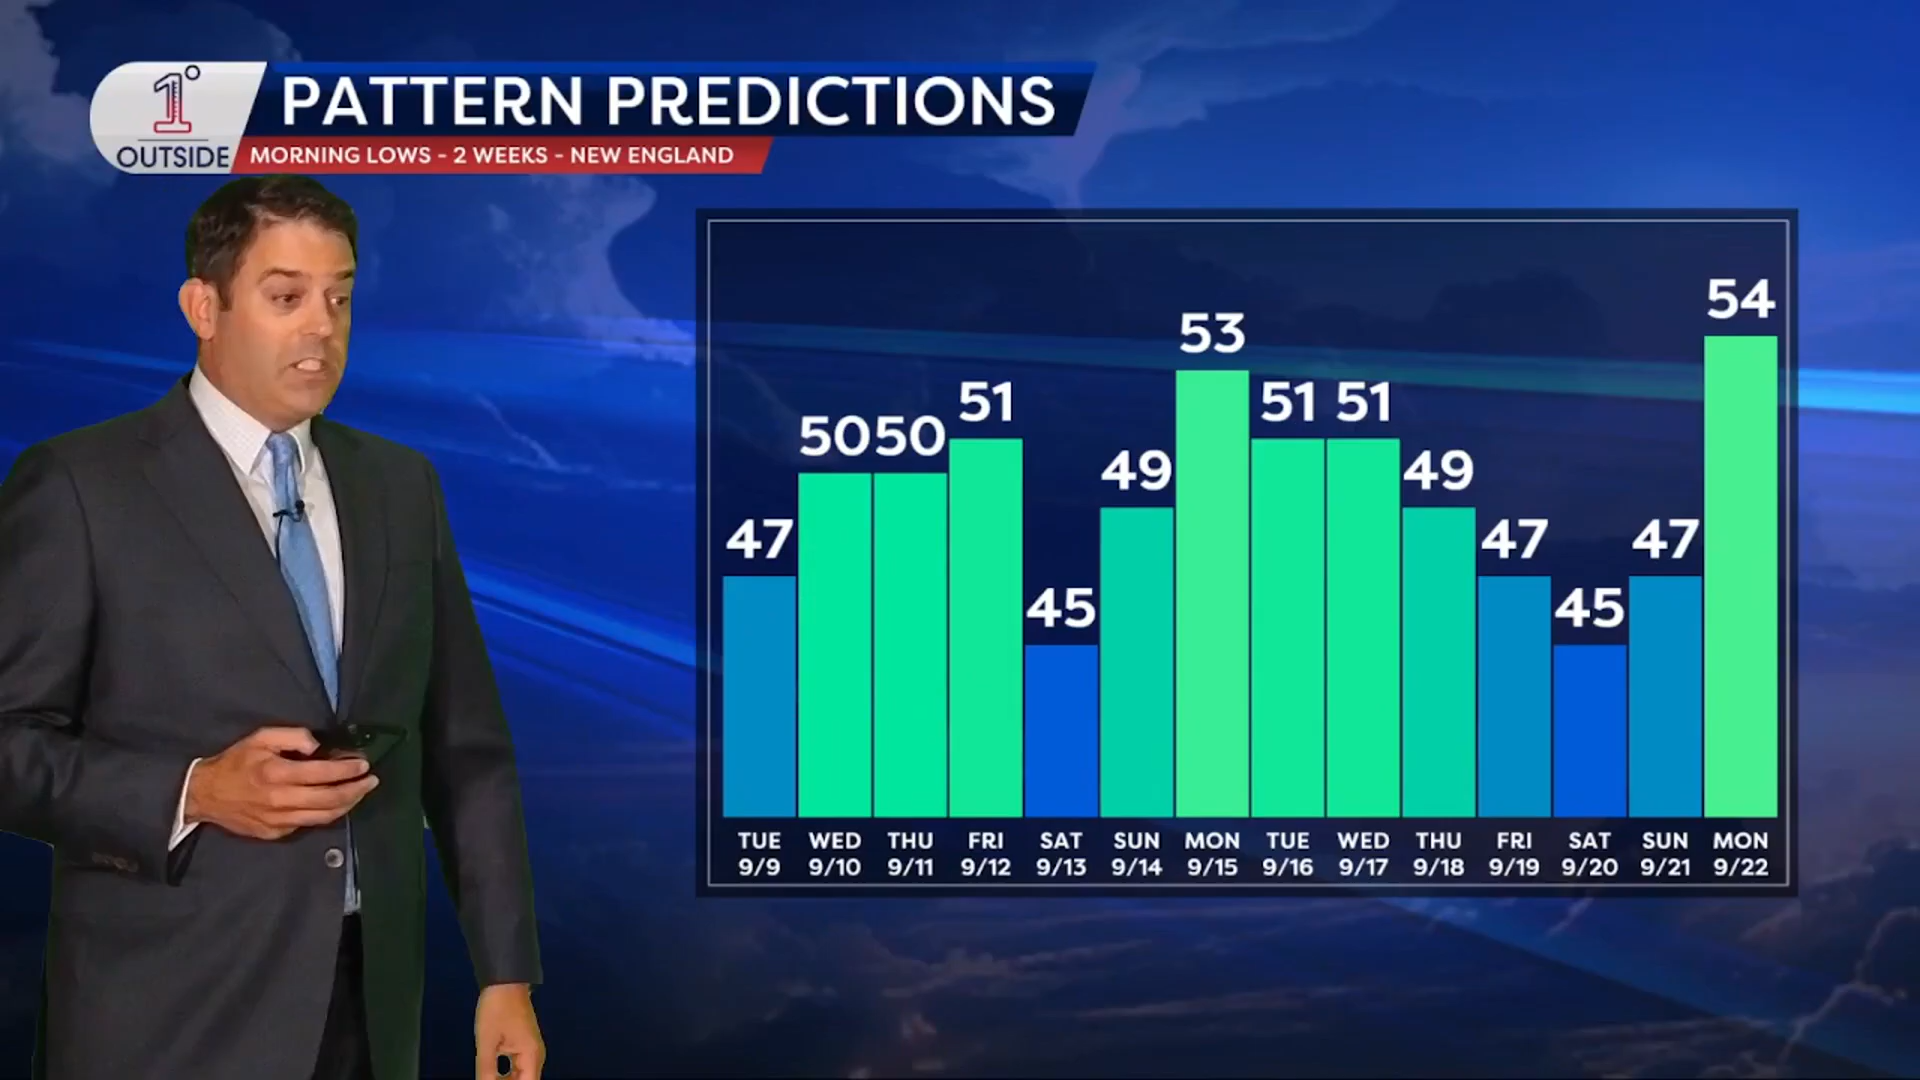 1°
OUTSIDE
PATTERN PREDICTIONS
MORNING LOWS - 2 WEEKS - NEW ENGLAND
47 50 50 51 45 49 53 51 51 49 47 45 47 54
TUE WED THU FRI SAT SUN MON TUE WED THU FRI SAT SUN MON
9/9 9/10 9/11 9/12 9/13 9/14 9/15 9/16 9/17 9/18 9/19 9/20 9/21 9/22